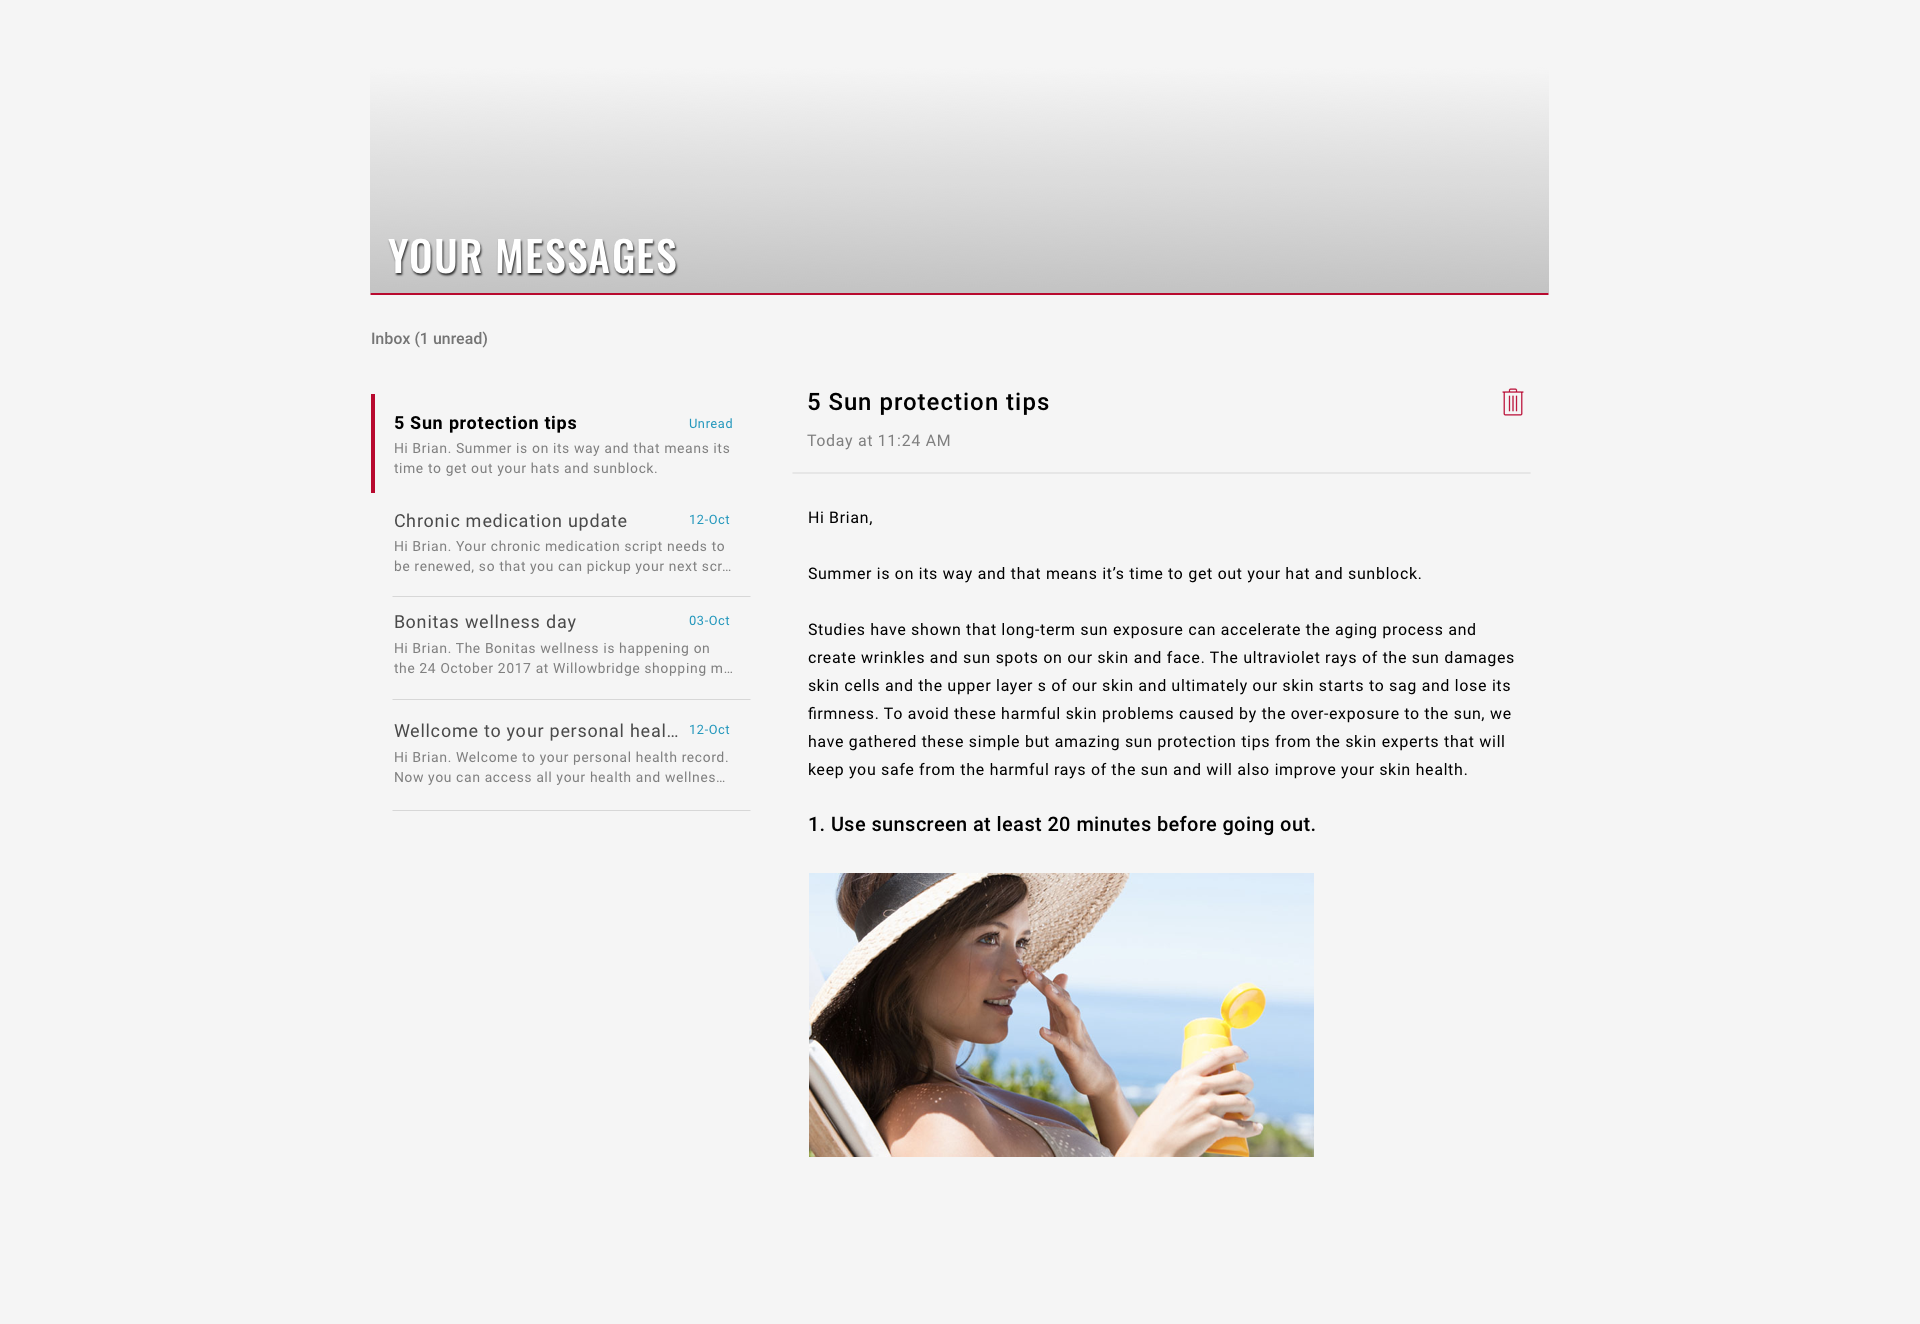 YOUR MESSAGES
Inbox (1 unread)
5 Sun protection tips
Unread
Hi Brian. Summer is on its way and that means its
time to get out your hats and sunblock.
Chronic medication update
12-Oct
Hi Brian. Your chronic medication script needs to
be renewed, so that you can pickup your next scr...
Bonitas wellness day
03-Oct
Hi Brian. The Bonitas wellness is happening on
the 24 October 2017 at Willowbridge shopping m...
Wellcome to your personal heal...
12-Oct
Hi Brian. Welcome to your personal health record.
Now you can access all your health and wellnes...
5 Sun protection tips
Today at 11:24 AM
Hi Brian,
Summer is on its way and that means it’s time to get out your hat and sunblock.
Studies have shown that long-term sun exposure can accelerate the aging process and
create wrinkles and sun spots on our skin and face. The ultraviolet rays of the sun damages
skin cells and the upper layer s of our skin and ultimately our skin starts to sag and lose its
firmness. To avoid these harmful skin problems caused by the over-exposure to the sun, we
have gathered these simple but amazing sun protection tips from the skin experts that will
keep you safe from the harmful rays of the sun and will also improve your skin health.
1. Use sunscreen at least 20 minutes before going out.